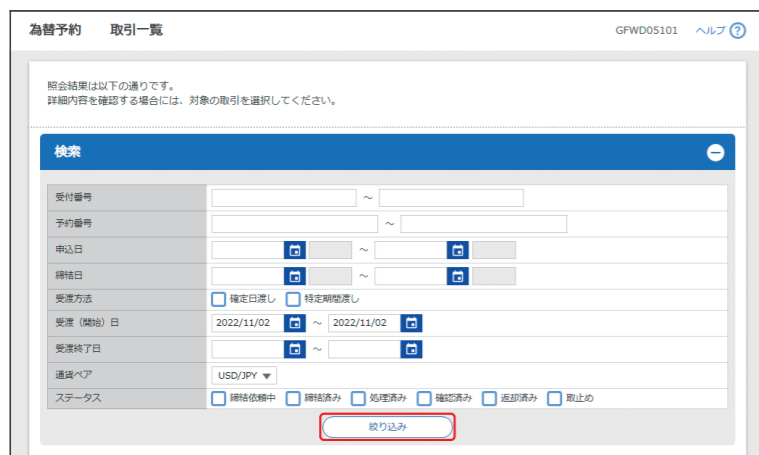 為替予約 取引一覧 GFWD05101 ヘルプ ?
照会結果は以下の通りです。
詳細内容を確認する場合には、対象の取引を選択してください。
検索
受付番号 ～
予約番号 ～
申込日 ～
締結日 ～
受渡方法 確定日渡し 特定期間渡し
受渡（開始）日 2022/11/02 ～ 2022/11/02
受渡終了日 ～
通貨ペア USD/JPY ▼
ステータス 締結依頼中 締結済み 処理済み 確認済み 返却済み 取止め
絞り込み